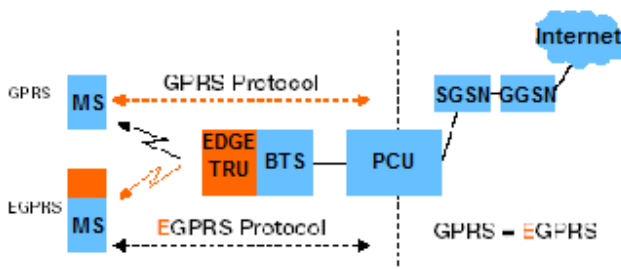 Internet
GPRS
MS
GPRS Protocol
SGSN
GGSN
EDGE
TRU
BTS
PCU
EGPRS
MS
EGPRS Protocol
GPRS – EGPRS